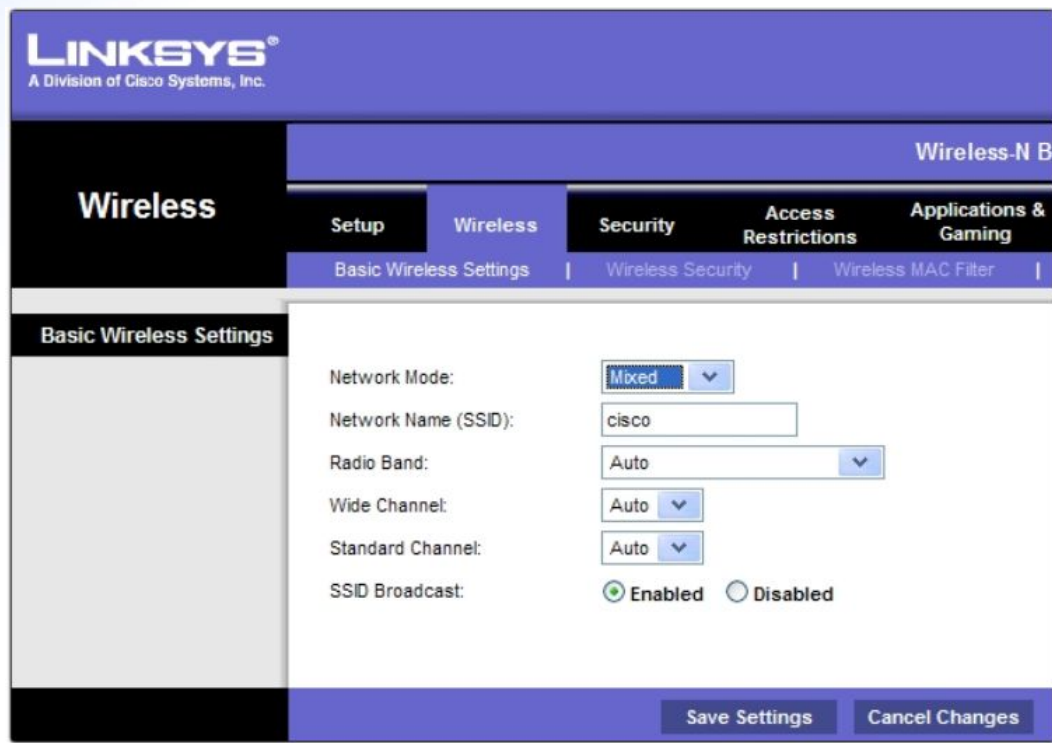 LINKSYS®
A Division of Cisco Systems, Inc.
Wireless-N B
Wireless
Setup
Wireless
Security
Access
Restrictions
Applications &
Gaming
Basic Wireless Settings | Wireless Security | Wireless MAC Filter |
Basic Wireless Settings
Network Mode: Mixed
Network Name (SSID): cisco
Radio Band: Auto
Wide Channel: Auto
Standard Channel: Auto
SSID Broadcast: Enabled Disabled
Save Settings Cancel Changes